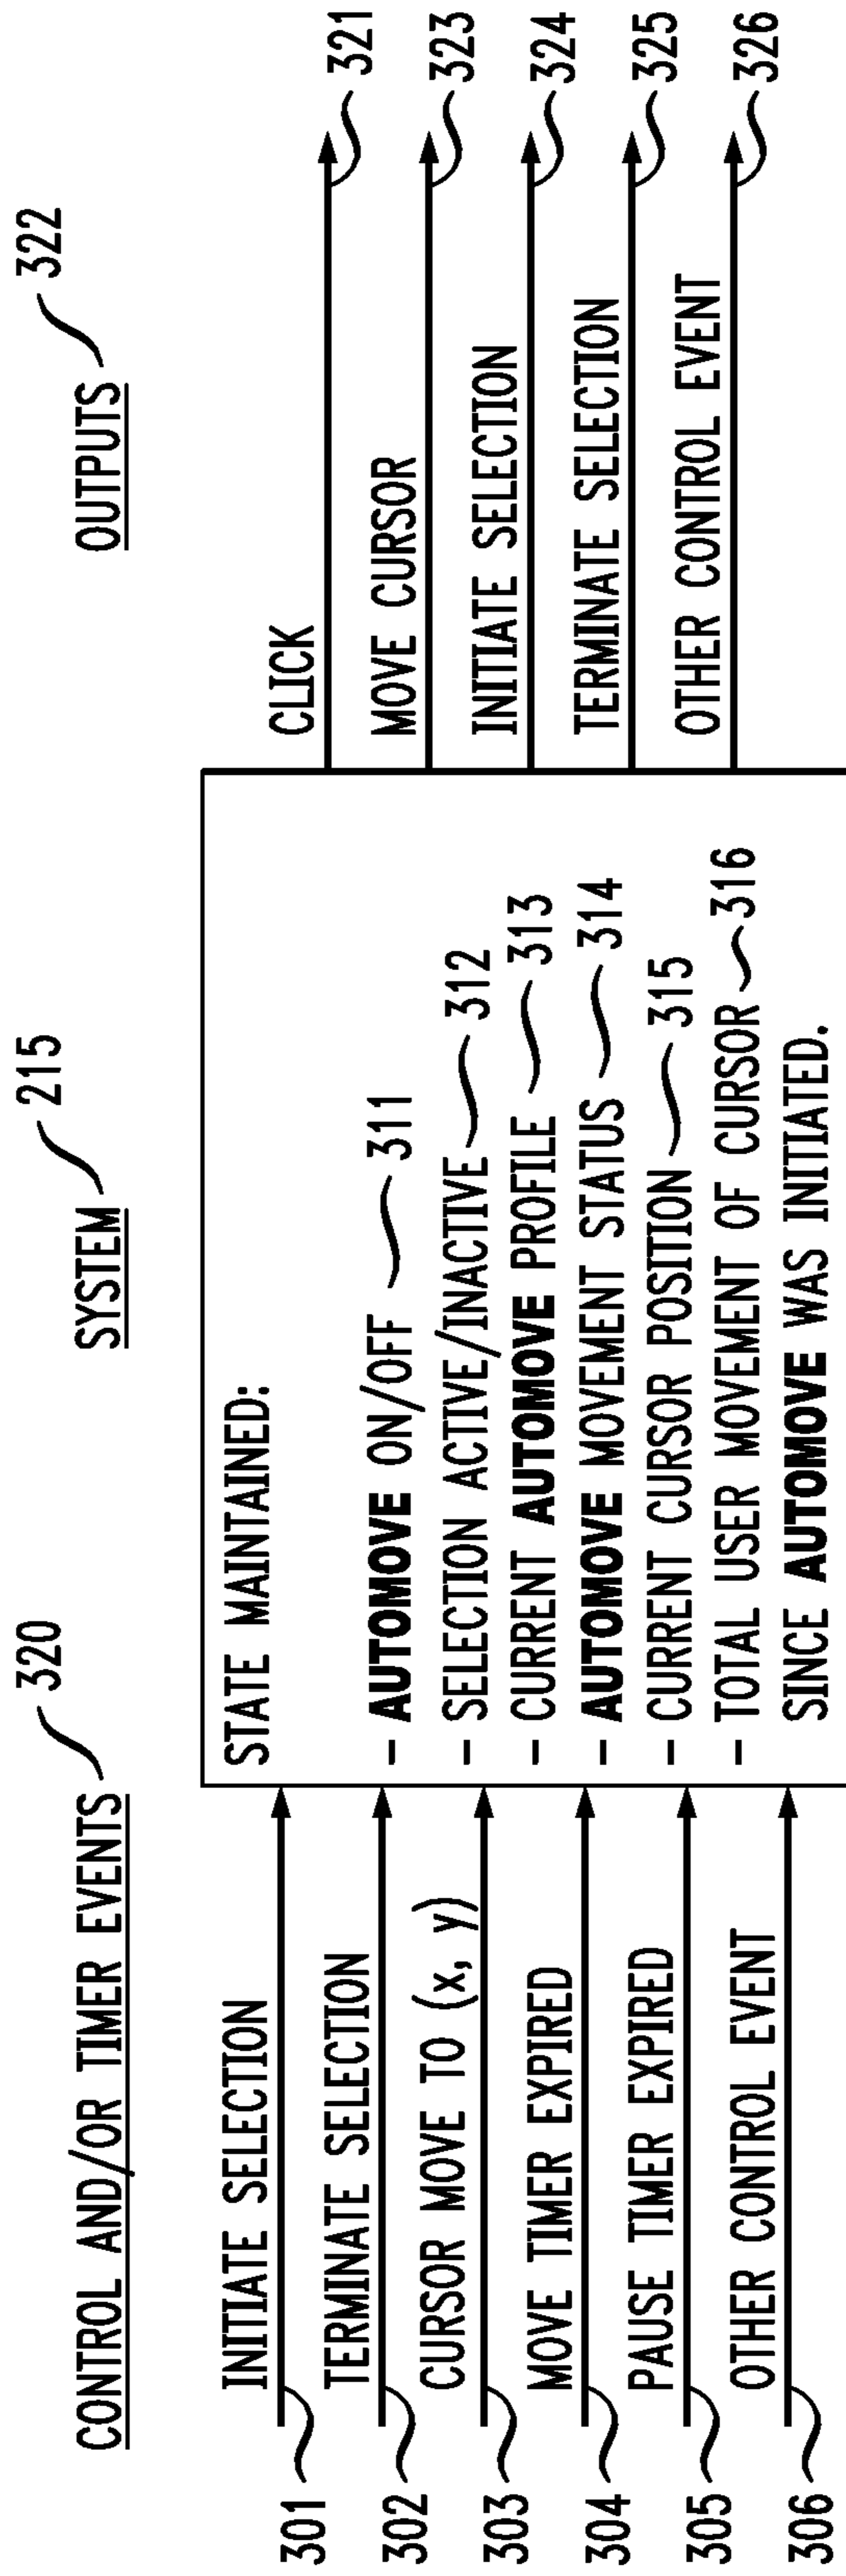 CONTROL AND/OR TIMER EVENTS 320
INITIATE SELECTION
301
TERMINATE SELECTION
302
CURSOR MOVE TO (x, y)
303
MOVE TIMER EXPIRED
304
PAUSE TIMER EXPIRED
305
OTHER CONTROL EVENT
306
SYSTEM 215
STATE MAINTAINED:
- AUTOMOVE ON/OFF 311
- SELECTION ACTIVE/INACTIVE 312
- CURRENT AUTOMOVE PROFILE 313
- AUTOMOVE MOVEMENT STATUS 314
- CURRENT CURSOR POSITION 315
- TOTAL USER MOVEMENT OF CURSOR 316
SINCE AUTOMOVE WAS INITIATED.
OUTPUTS 322
CLICK
321
MOVE CURSOR
323
INITIATE SELECTION
324
TERMINATE SELECTION
325
OTHER CONTROL EVENT
326